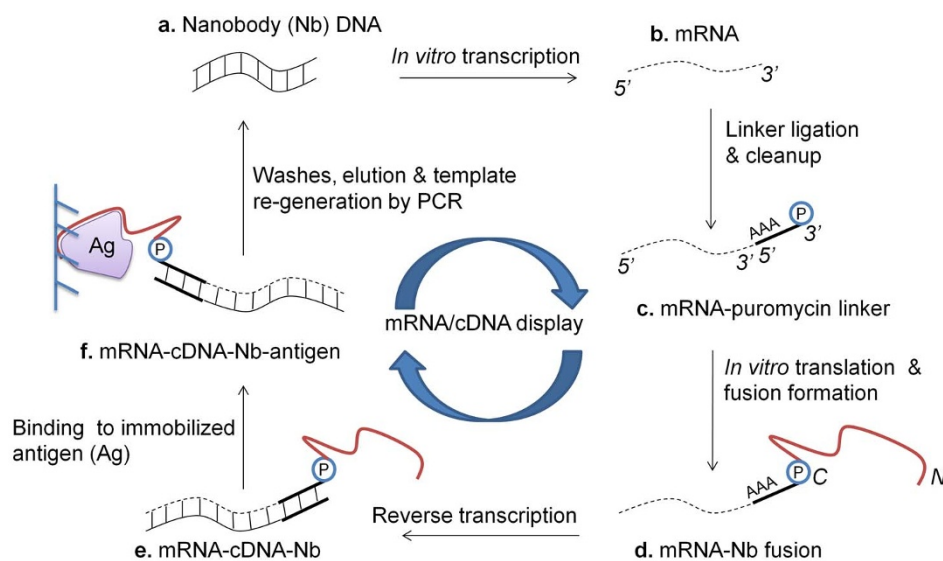 a. Nanobody (Nb) DNA
In vitro transcription
b. mRNA
5’
3’
Linker ligation
& cleanup
AAA
P
3’
5’
3’ 5’
c. mRNA-puromycin linker
In vitro translation &
fusion formation
AAA
P
C
N
d. mRNA-Nb fusion
Reverse transcription
P
e. mRNA-cDNA-Nb
Binding to immobilized
antigen (Ag)
Ag
P
f. mRNA-cDNA-Nb-antigen
Washes, elution & template
re-generation by PCR
mRNA/cDNA display